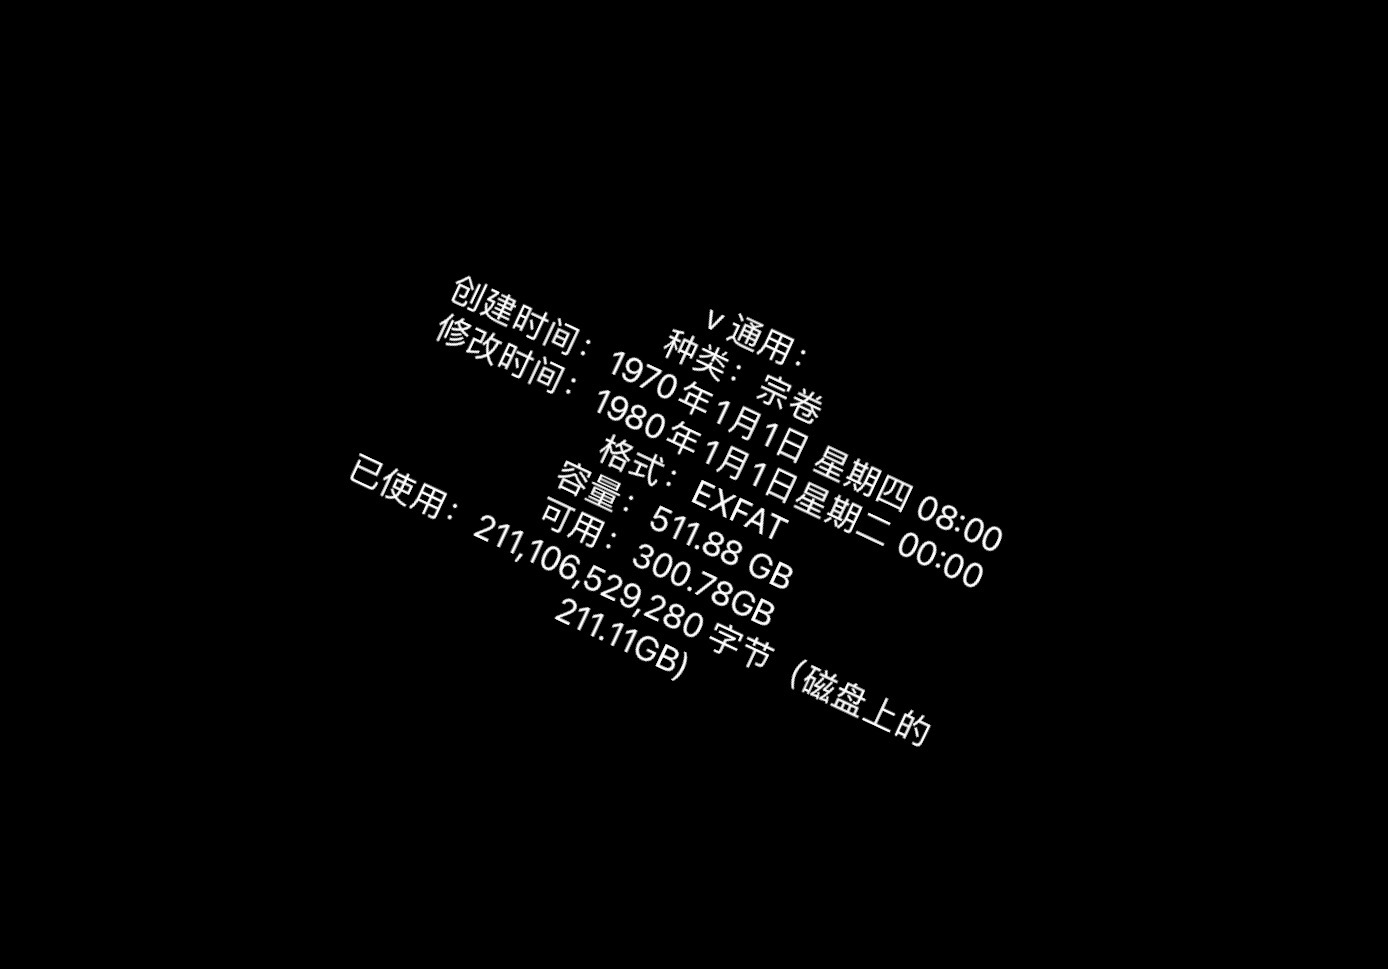 v 通用：
种类：宗卷
创建时间：1970年1月1日 星期四 08:00
修改时间：1980年1月1日星期二 00:00
格式：EXFAT
容量：511.88 GB
可用：300.78GB
已使用：211,106,529,280 字节（磁盘上的
211.11GB)